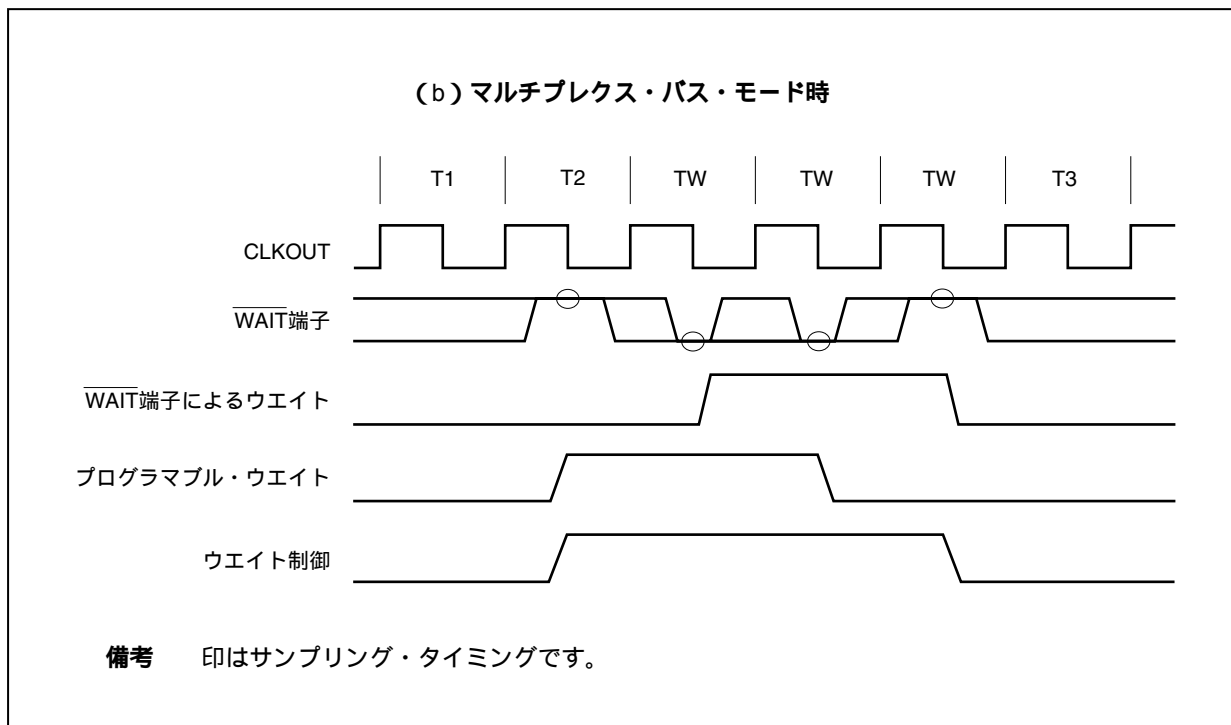 （b）マルチプレクス・バス・モード時
T1 T2 TW TW TW T3
CLKOUT
WAIT端子
WAIT端子によるウエイト
プログラマブル・ウエイト
ウエイト制御
備考 印はサンプリング・タイミングです。